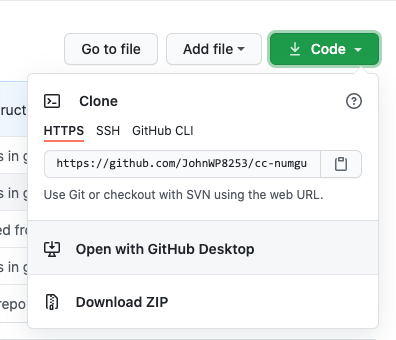 Go to file Add file Code
Clone
HTTPS SSH GitHub CLI
https://github.com/JohnWP8253/cc-numgu
Use Git or checkout with SVN using the web URL.
Open with GitHub Desktop
Download ZIP
ruct
s in g
s in g
ed fro
s in g
repo